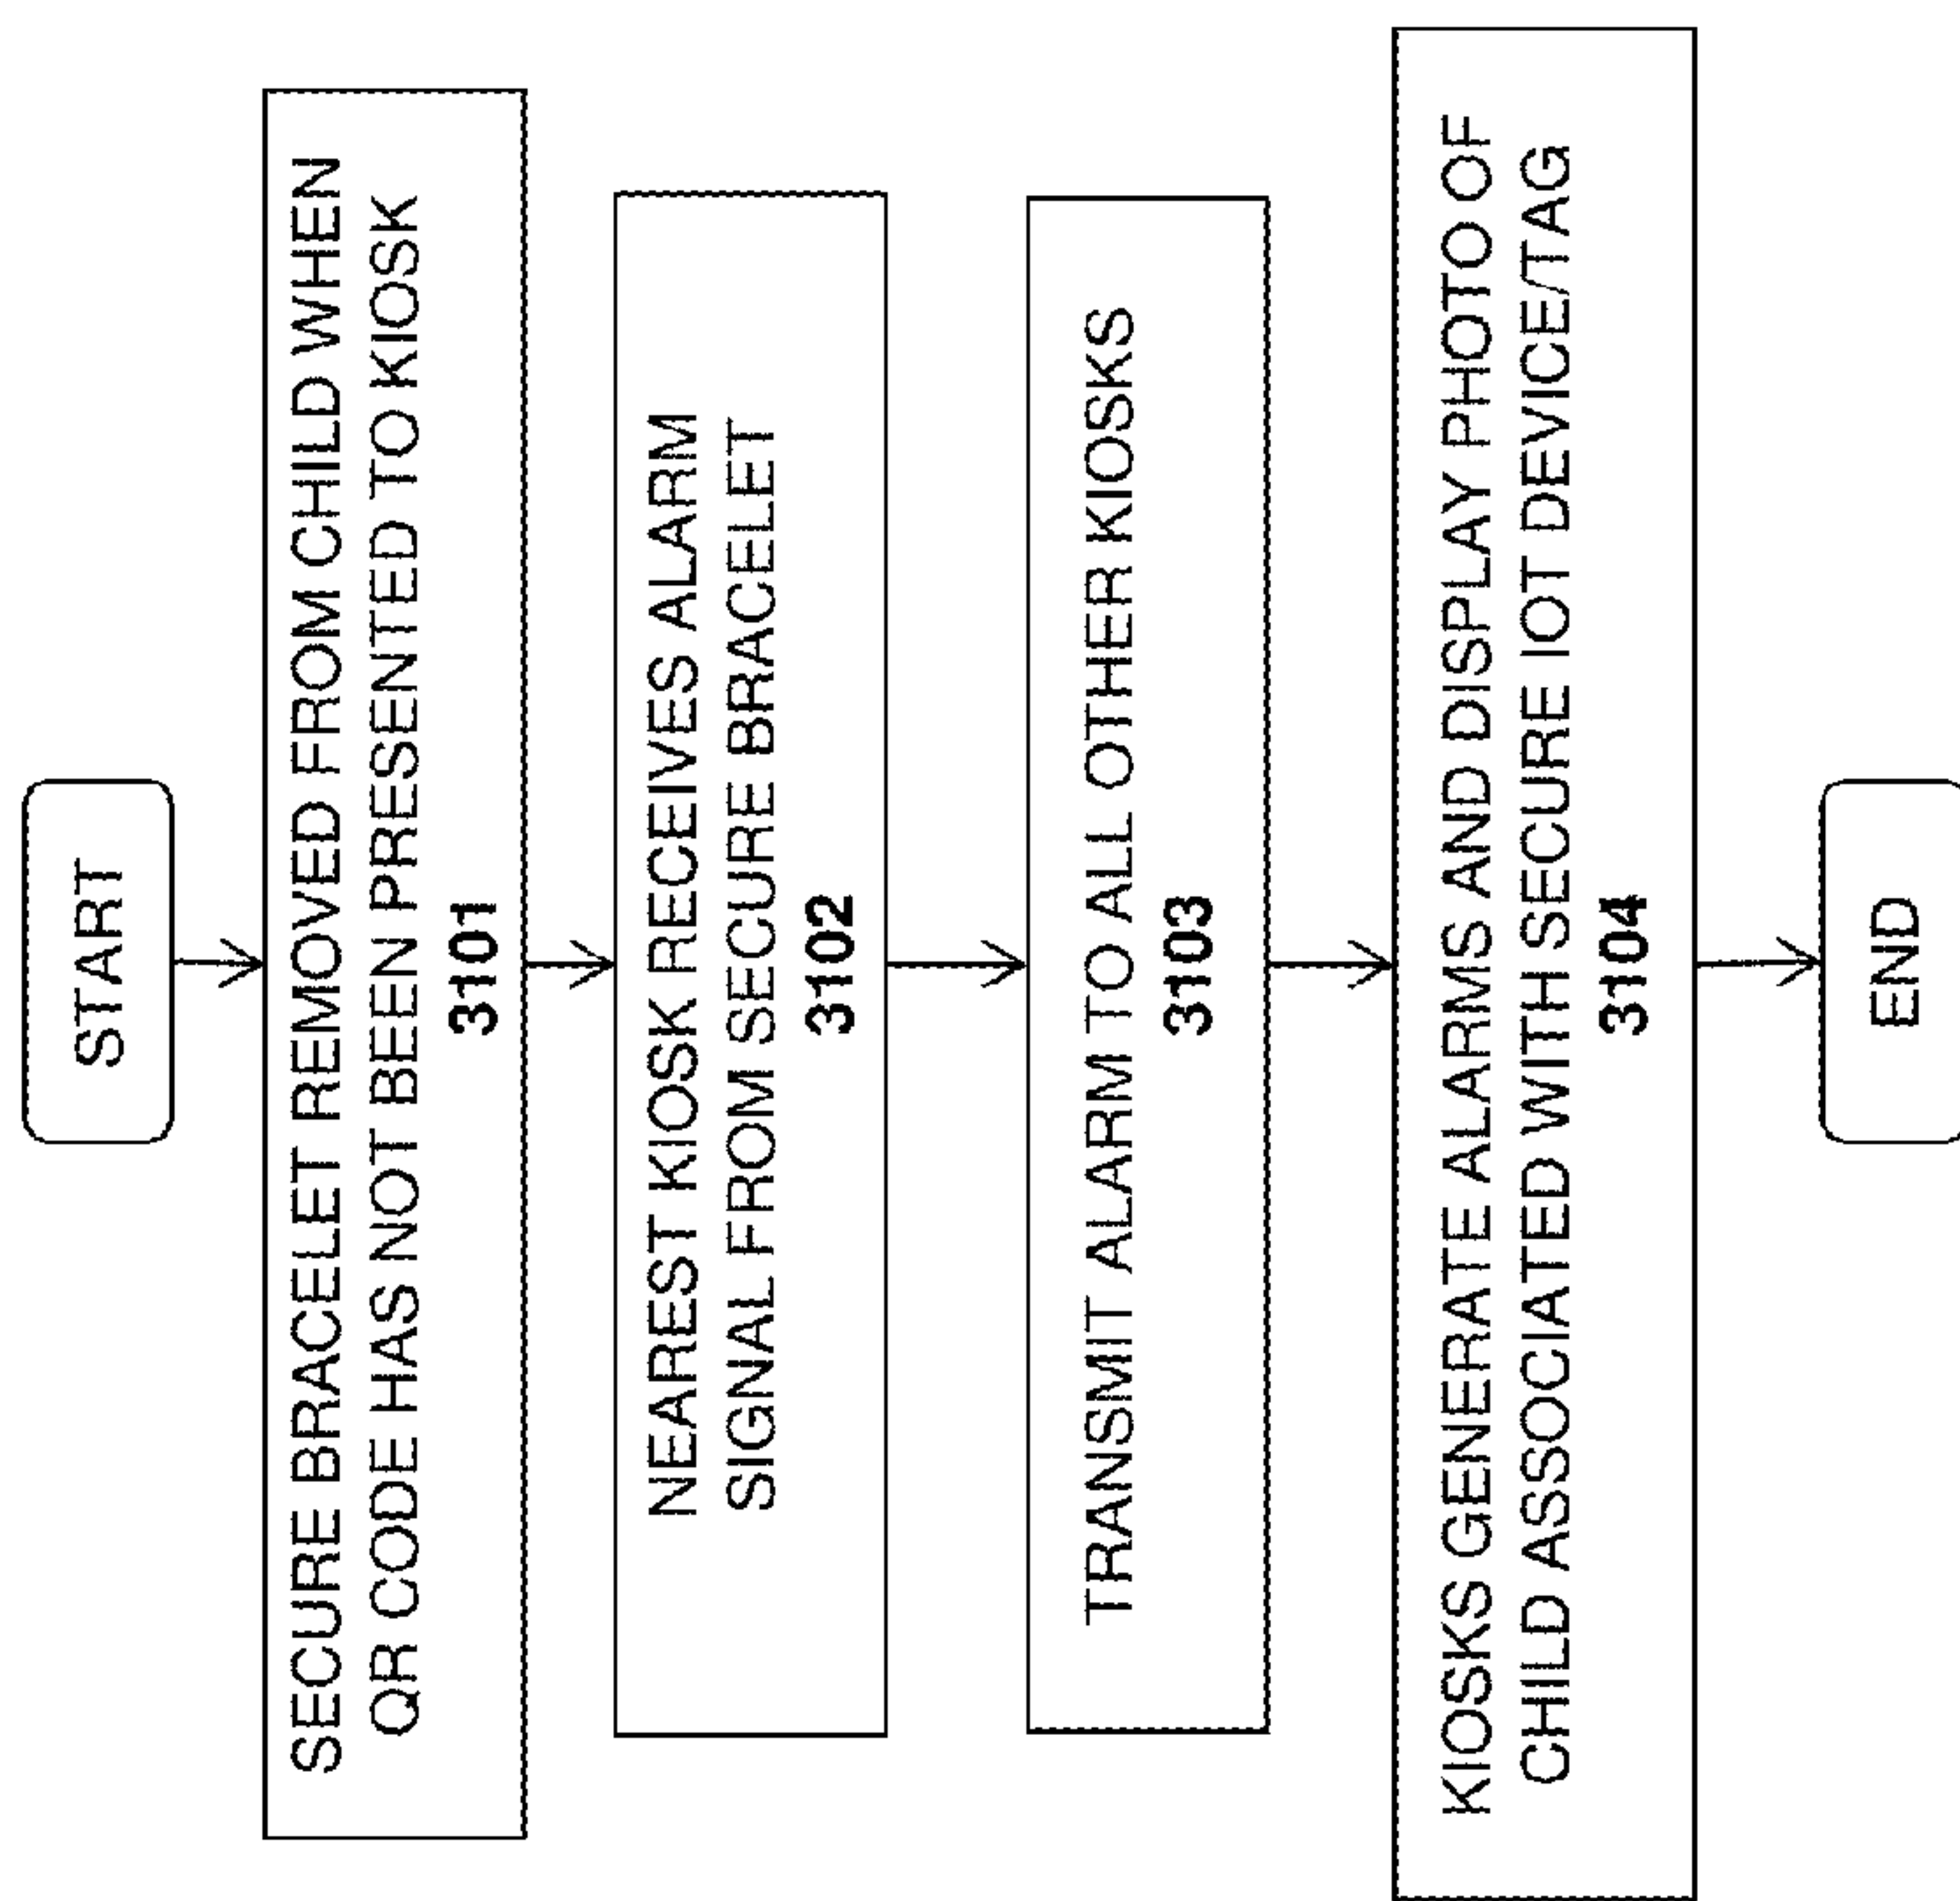 START
SECURE BRACELET REMOVED FROM CHILD WHEN
QR CODE HAS NOT BEEN PRESENTED TO KIOSK
3101
NEAREST KIOSK RECEIVES ALARM
SIGNAL FROM SECURE BRACELET
3102
TRANSMIT ALARM TO ALL OTHER KIOSKS
3103
KIOSKS GENERATE ALARMS AND DISPLAY PHOTO OF
CHILD ASSOCIATED WITH SECURE IOT DEVICE/TAG
3104
END